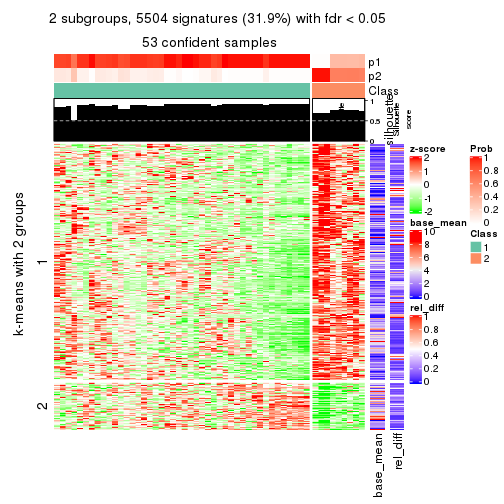 2 subgroups, 5504 signatures (31.9%) with fdr < 0.05
53 confident samples
p1
p2
Class
1
0.5
0
silhouette
Silhouette
score
k-means with 2 groups
1
2
base_mean
rel_diff
z-score
2
1
0
-1
-2
base_mean
10
8
6
4
2
0
rel_diff
1
0.8
0.6
0.4
0.2
0
Prob
1
0.8
0.6
0.4
0.2
0
Class
1
2